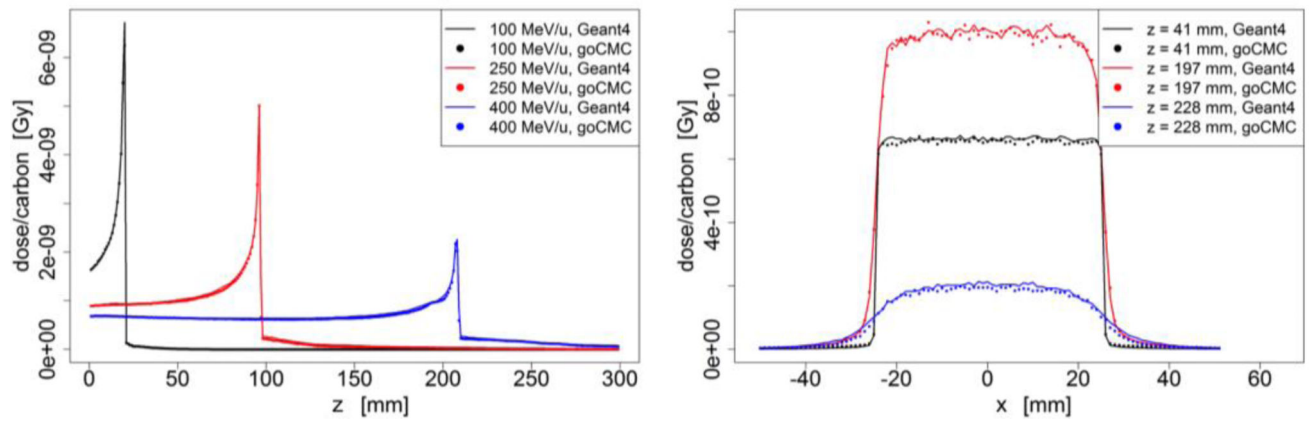 dose/carbon [Gy]
0e+00 2e-09 4e-09 6e-09
100 MeV/u, Geant4
100 MeV/u, goCMC
250 MeV/u, Geant4
250 MeV/u, goCMC
400 MeV/u, Geant4
400 MeV/u, goCMC
0 50 100 150 200 250 300
z [mm]
dose/carbon [Gy]
0e+00 4e-10 8e-10
z = 41 mm, Geant4
z = 41 mm, goCMC
z = 197 mm, Geant4
z = 197 mm, goCMC
z = 228 mm, Geant4
z = 228 mm, goCMC
-40 -20 0 20 40 60
x [mm]